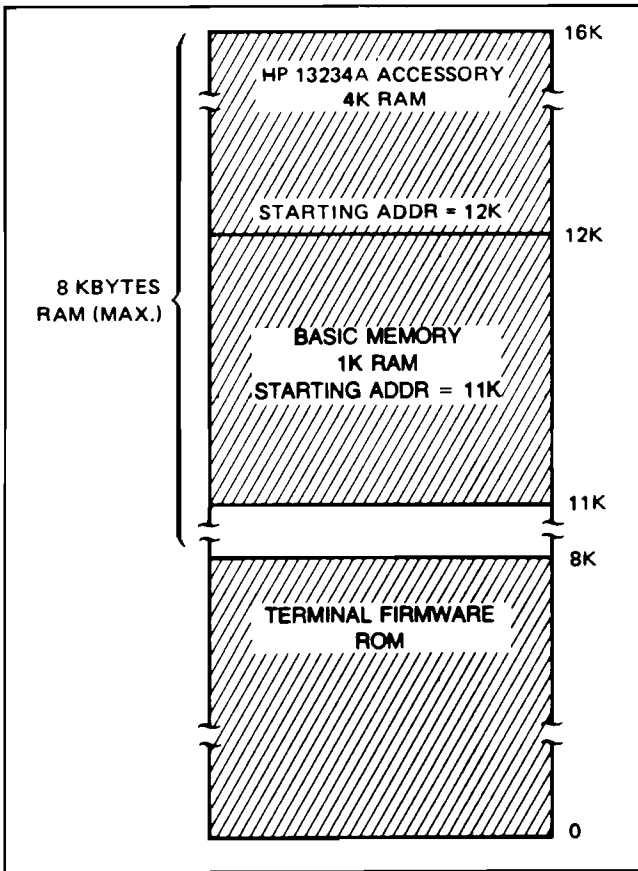 16K
HP 13234A ACCESSORY
4K RAM
STARTING ADDR = 12K
12K
8 KBYTES
RAM (MAX.)
BASIC MEMORY
1K RAM
STARTING ADDR = 11K
11K
8K
TERMINAL FIRMWARE
ROM
0